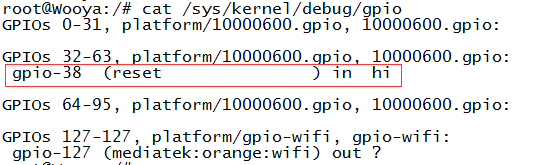 root@Wooya:/# cat /sys/kernel/debug/gpio
GPIOs 0-31, platform/10000600.gpio, 10000600.gpio:
GPIOs 32-63, platform/10000600.gpio, 10000600.gpio:
gpio-38  (reset               ) in  hi
GPIOs 64-95, platform/10000600.gpio, 10000600.gpio:
GPIOs 127-127, platform/gpio-wifi, gpio-wifi:
gpio-127 (mediatek:orange:wifi) out ?